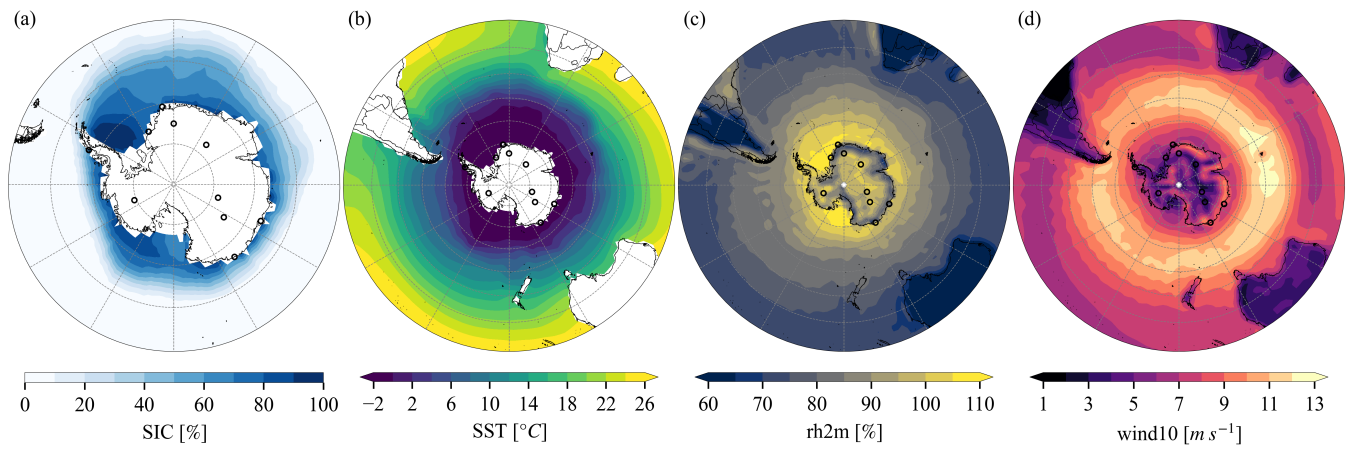 (a) (b) (c) (d)
0 20 40 60 80 100
SIC [%]
−2 2 6 10 14 18 22 26
SST [°C]
60 70 80 90 100 110
rh2m [%]
1 3 5 7 9 11 13
wind10 [m s⁻¹]